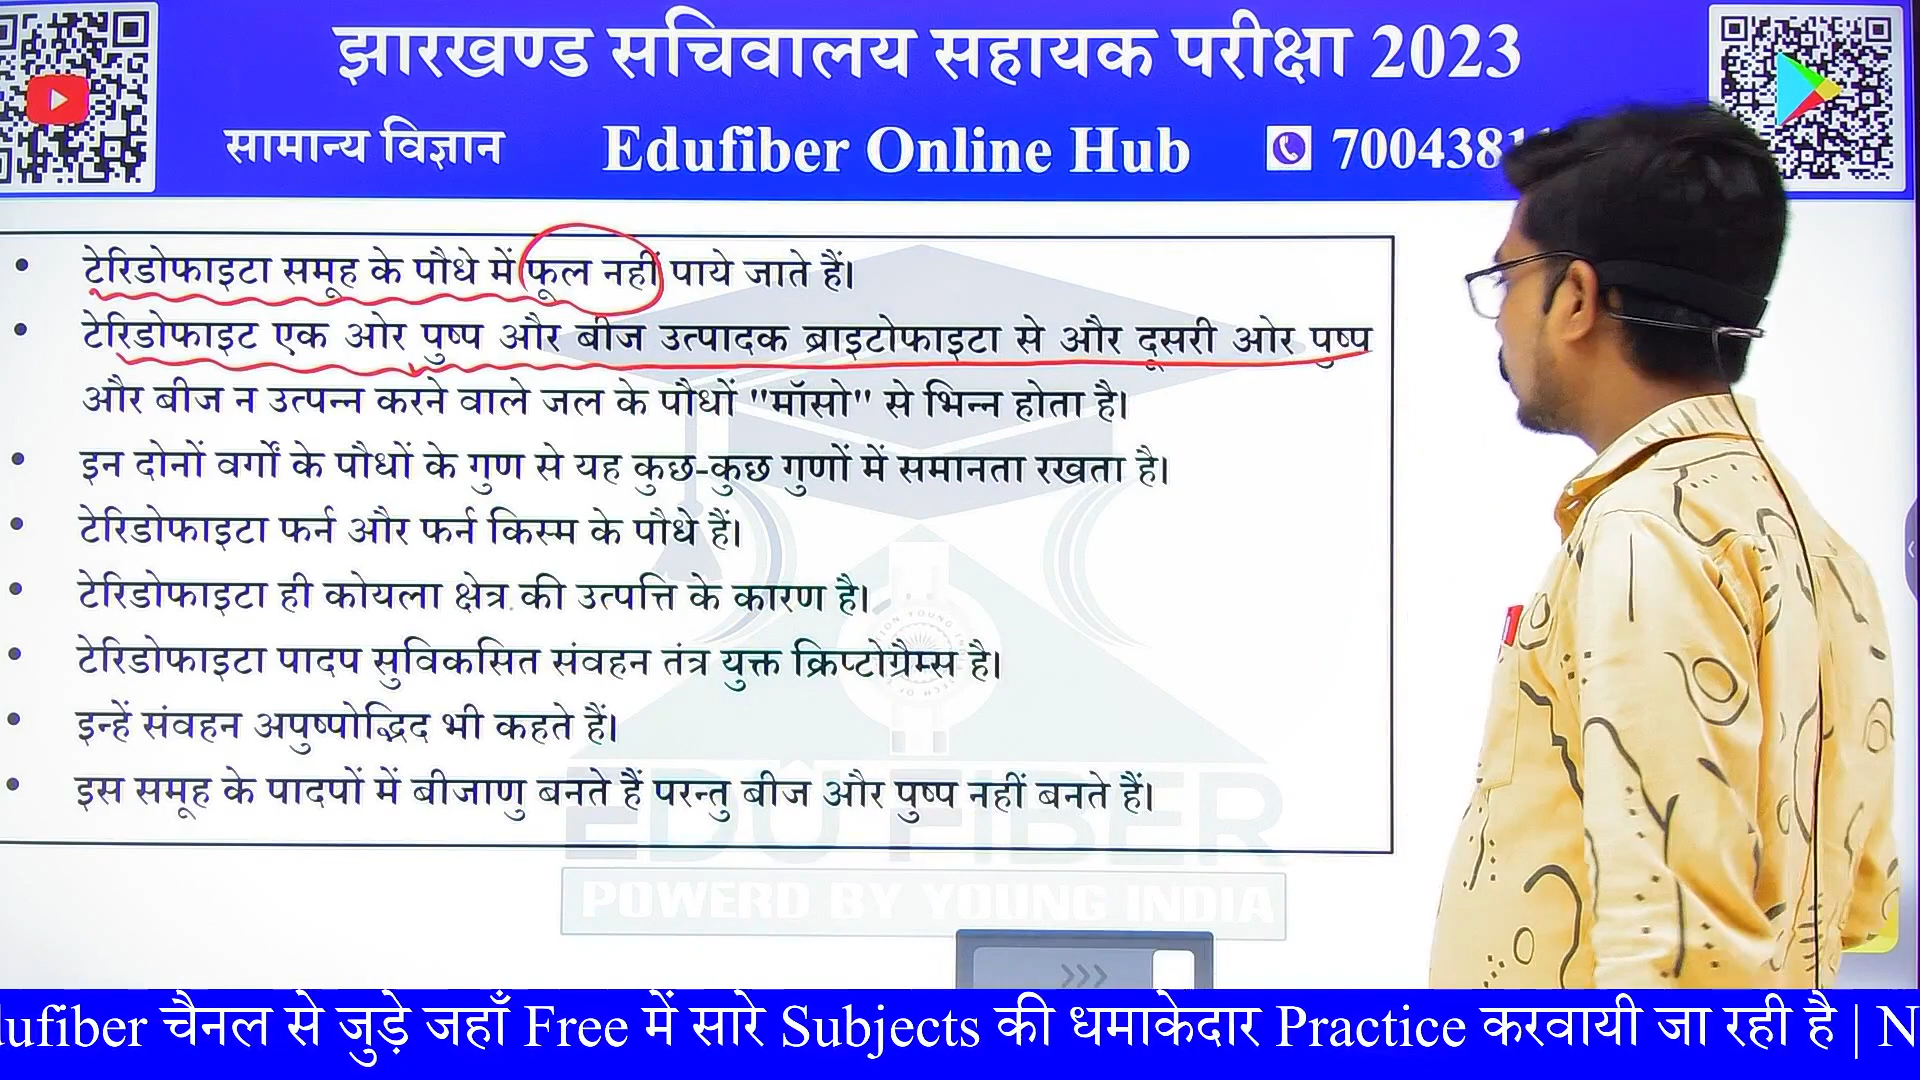 झारखण्ड सचिवालय सहायक परीक्षा 2023
सामान्य विज्ञान Edufiber Online Hub 700438
• टेरिडोफाइटा समूह के पौधे में फूल नहीं पाये जाते हैं।
• टेरिडोफाइट एक ओर पुष्प और बीज उत्पादक ब्राइटोफाइटा से और दूसरी ओर पुष्प
और बीज न उत्पन्न करने वाले जल के पौधों "मॉसो" से भिन्न होता है।
• इन दोनों वर्गों के पौधों के गुण से यह कुछ-कुछ गुणों में समानता रखता है।
• टेरिडोफाइटा फर्न और फर्न किस्म के पौधे हैं।
• टेरिडोफाइटा ही कोयला क्षेत्र की उत्पत्ति के कारण है।
• टेरिडोफाइटा पादप सुविकसित संवहन तंत्र युक्त क्रिप्टोग्रैम्स है।
• इन्हें संवहन अपुष्पोद्भिद भी कहते हैं।
• इस समूह के पादपों में बीजाणु बनते हैं परन्तु बीज और पुष्प नहीं बनते हैं।
EDU FIBER
POWERD BY YOUNG INDIA
dufiber चैनल से जुड़े जहाँ Free में सारे Subjects की धमाकेदार Practice करवायी जा रही है | N